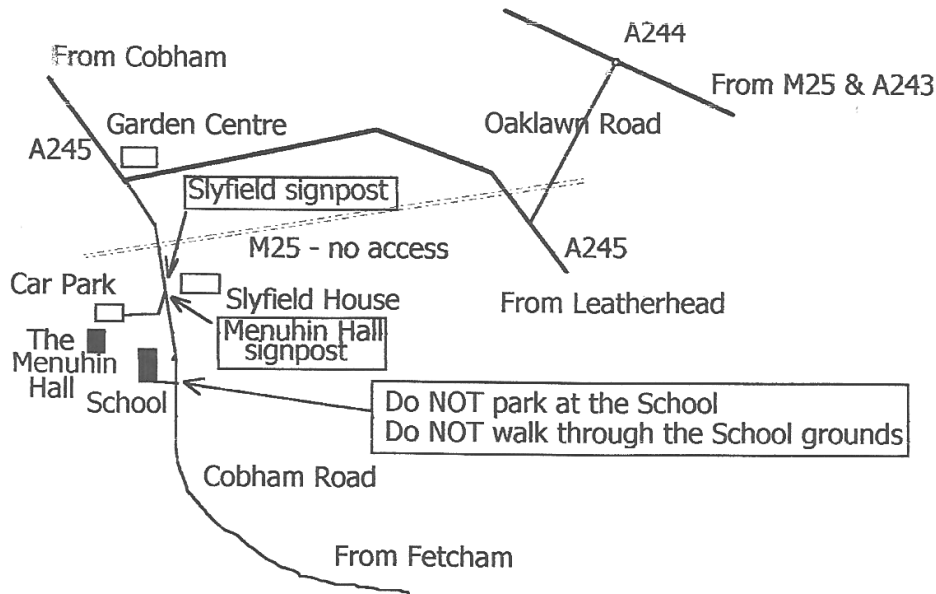 A244
From Cobham
From M25 & A243
Garden Centre
Oaklawn Road
A245
Slyfield signpost
M25 - no access
A245
Car Park
Slyfield House
From Leatherhead
The
Menuhin
Hall
Menuhin Hall
signpost
School
Do NOT park at the School
Do NOT walk through the School grounds
Cobham Road
From Fetcham